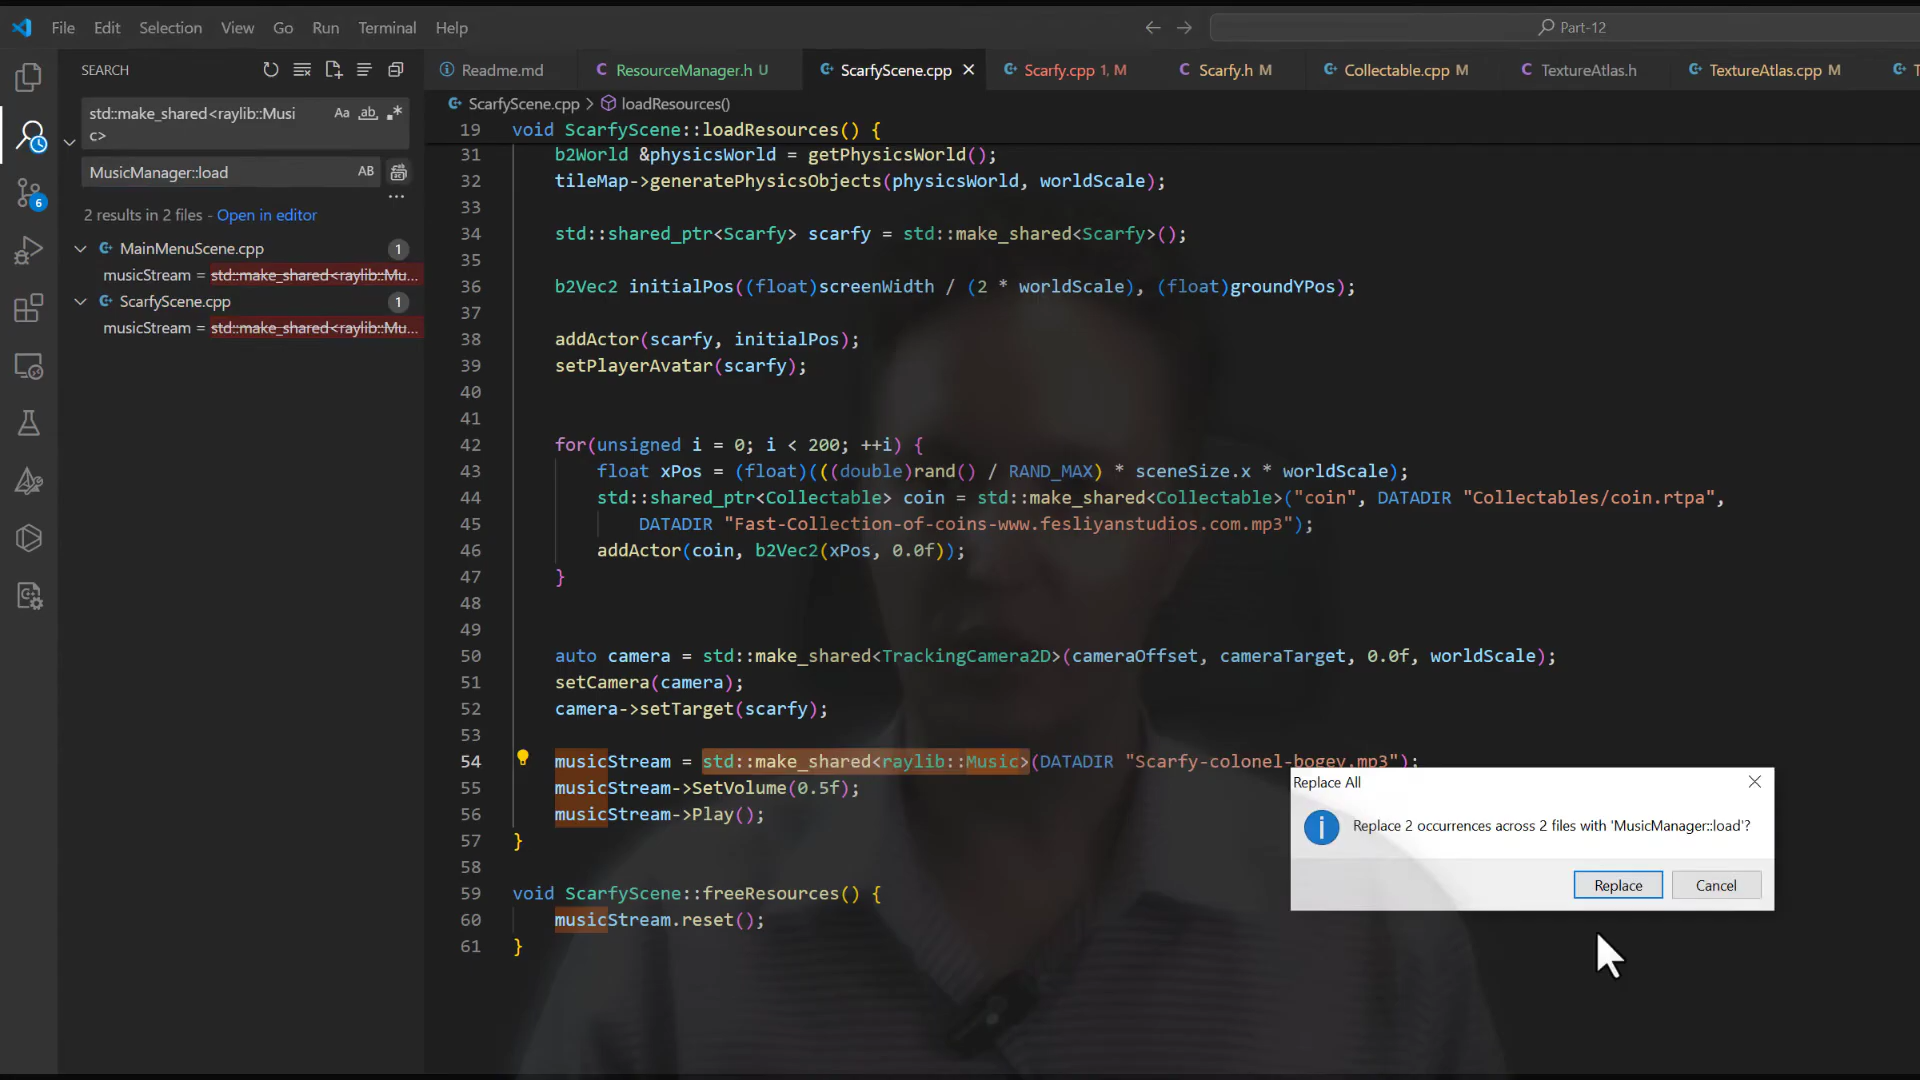 File Edit Selection View Go Run Terminal Help
Part-12
SEARCH
Readme.md
ResourceManager.h U
ScarfyScene.cpp
Scarfy.cpp 1, M
Scarfy.h M
Collectable.cpp M
TextureAtlas.h
TextureAtlas.cpp M
std::make_shared<raylib::Musi
c>
Aa ab
MusicManager::load
AB
2 results in 2 files - Open in editor
MainMenuScene.cpp 1
musicStream = std::make_shared<raylib::Mu...
ScarfyScene.cpp 1
musicStream = std::make_shared<raylib::Mu...
6
ScarfyScene.cpp > loadResources()
19 void ScarfyScene::loadResources() {
31 b2World &physicsWorld = getPhysicsWorld();
32 tileMap->generatePhysicsObjects(physicsWorld, worldScale);
33
34 std::shared_ptr<Scarfy> scarfy = std::make_shared<Scarfy>();
35
36 b2Vec2 initialPos((float)screenWidth / (2 * worldScale), (float)groundYPos);
37
38 addActor(scarfy, initialPos);
39 setPlayerAvatar(scarfy);
40
41
42 for(unsigned i = 0; i < 200; ++i) {
43 float xPos = (float)(((double)rand() / RAND_MAX) * sceneSize.x * worldScale);
44 std::shared_ptr<Collectable> coin = std::make_shared<Collectable>("coin", DATADIR "Collectables/coin.rtpa",
45 DATADIR "Fast-Collection-of-coins-www.fesliyanstudios.com.mp3");
46 addActor(coin, b2Vec2(xPos, 0.0f));
47 }
48
49
50 auto camera = std::make_shared<TrackingCamera2D>(cameraOffset, cameraTarget, 0.0f, worldScale);
51 setCamera(camera);
52 camera->setTarget(scarfy);
53
54 musicStream = std::make_shared<raylib::Music>(DATADIR "Scarfy-colonel-bogey.mp3");
55 musicStream->SetVolume(0.5f);
56 musicStream->Play();
57 }
58
59 void ScarfyScene::freeResources() {
60 musicStream.reset();
61 }
Replace All
Replace 2 occurrences across 2 files with 'MusicManager::load'?
Replace Cancel